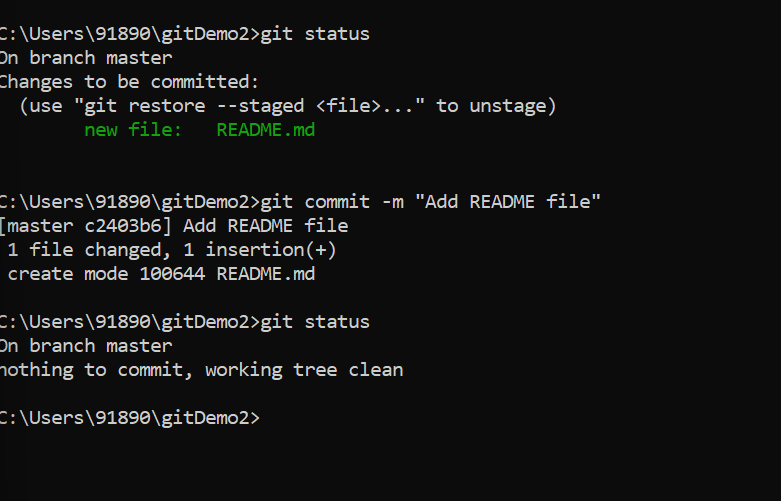 C:\Users\91890\gitDemo2>git status
On branch master
Changes to be committed:
  (use "git restore --staged <file>..." to unstage)
        new file:   README.md
C:\Users\91890\gitDemo2>git commit -m "Add README file"
[master c2403b6] Add README file
 1 file changed, 1 insertion(+)
 create mode 100644 README.md
C:\Users\91890\gitDemo2>git status
On branch master
nothing to commit, working tree clean
C:\Users\91890\gitDemo2>